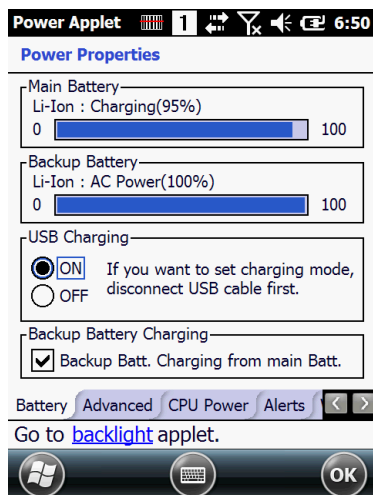 Power Applet 1 6:50
Power Properties
Main Battery
Li-Ion : Charging(95%)
0 100
Backup Battery
Li-Ion : AC Power(100%)
0 100
USB Charging
ON
OFF
If you want to set charging mode,
disconnect USB cable first.
Backup Battery Charging
Backup Batt. Charging from main Batt.
Battery Advanced CPU Power Alerts
Go to backlight applet.
OK